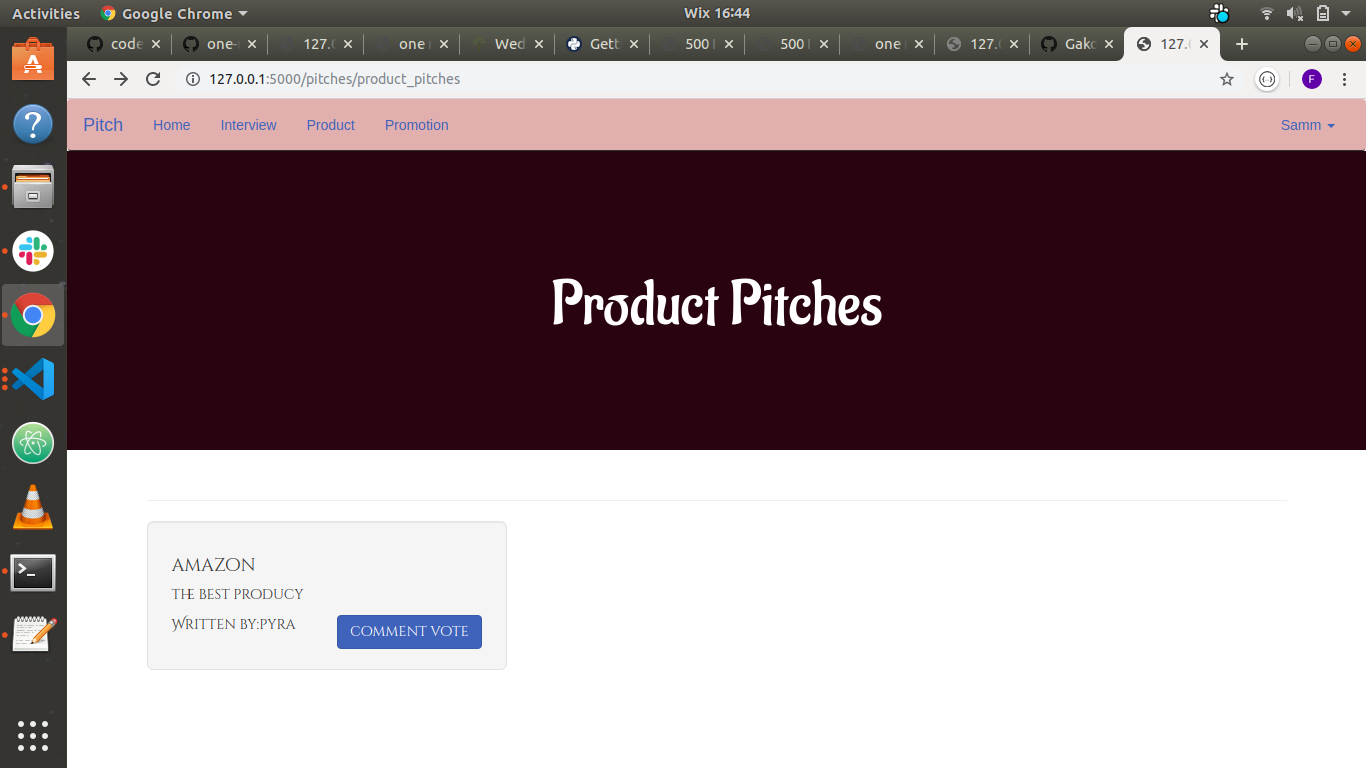 Activities Google Chrome Wix 16:44
code one- 127.0 one Wed Gett 500 500 one 127. Gako 127.
127.0.0.1:5000/pitches/product_pitches F
Pitch Home Interview Product Promotion Samm
Product Pitches
AMAZON
THE BEST PRODUCY
WRITTEN BY:PYRA
COMMENT VOTE